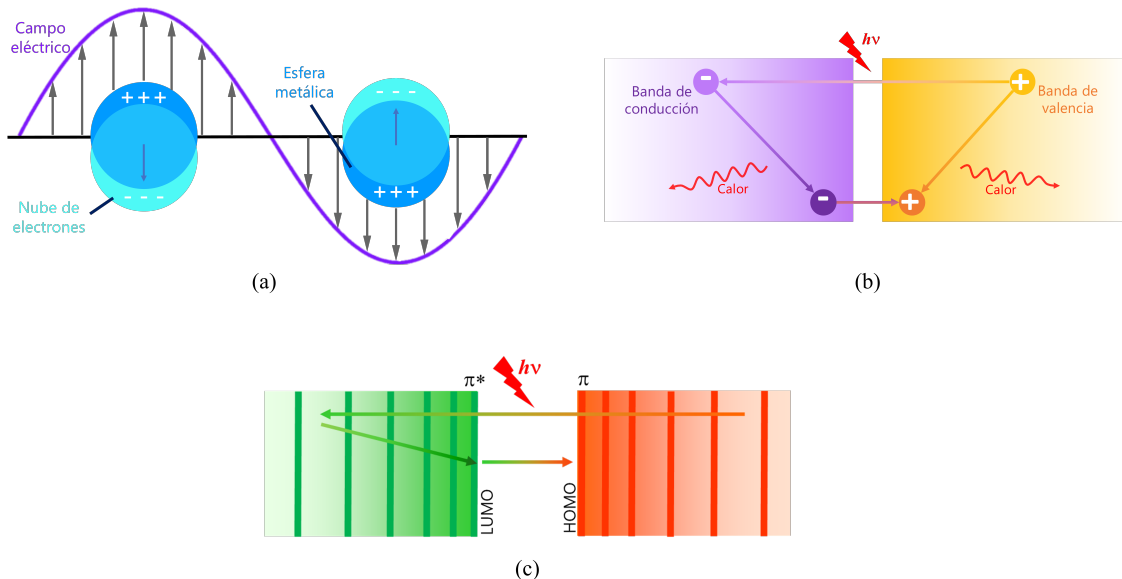 Campo
eléctrico
+ + +
- - -
Nube de
electrones
Esfera
metálica
- - -
+ + +
(a)
hν
-
+
Banda de
conducción
Banda de
valencia
Calor
Calor
-
+
(b)
π*
hν
π
LUMO
HOMO
(c)